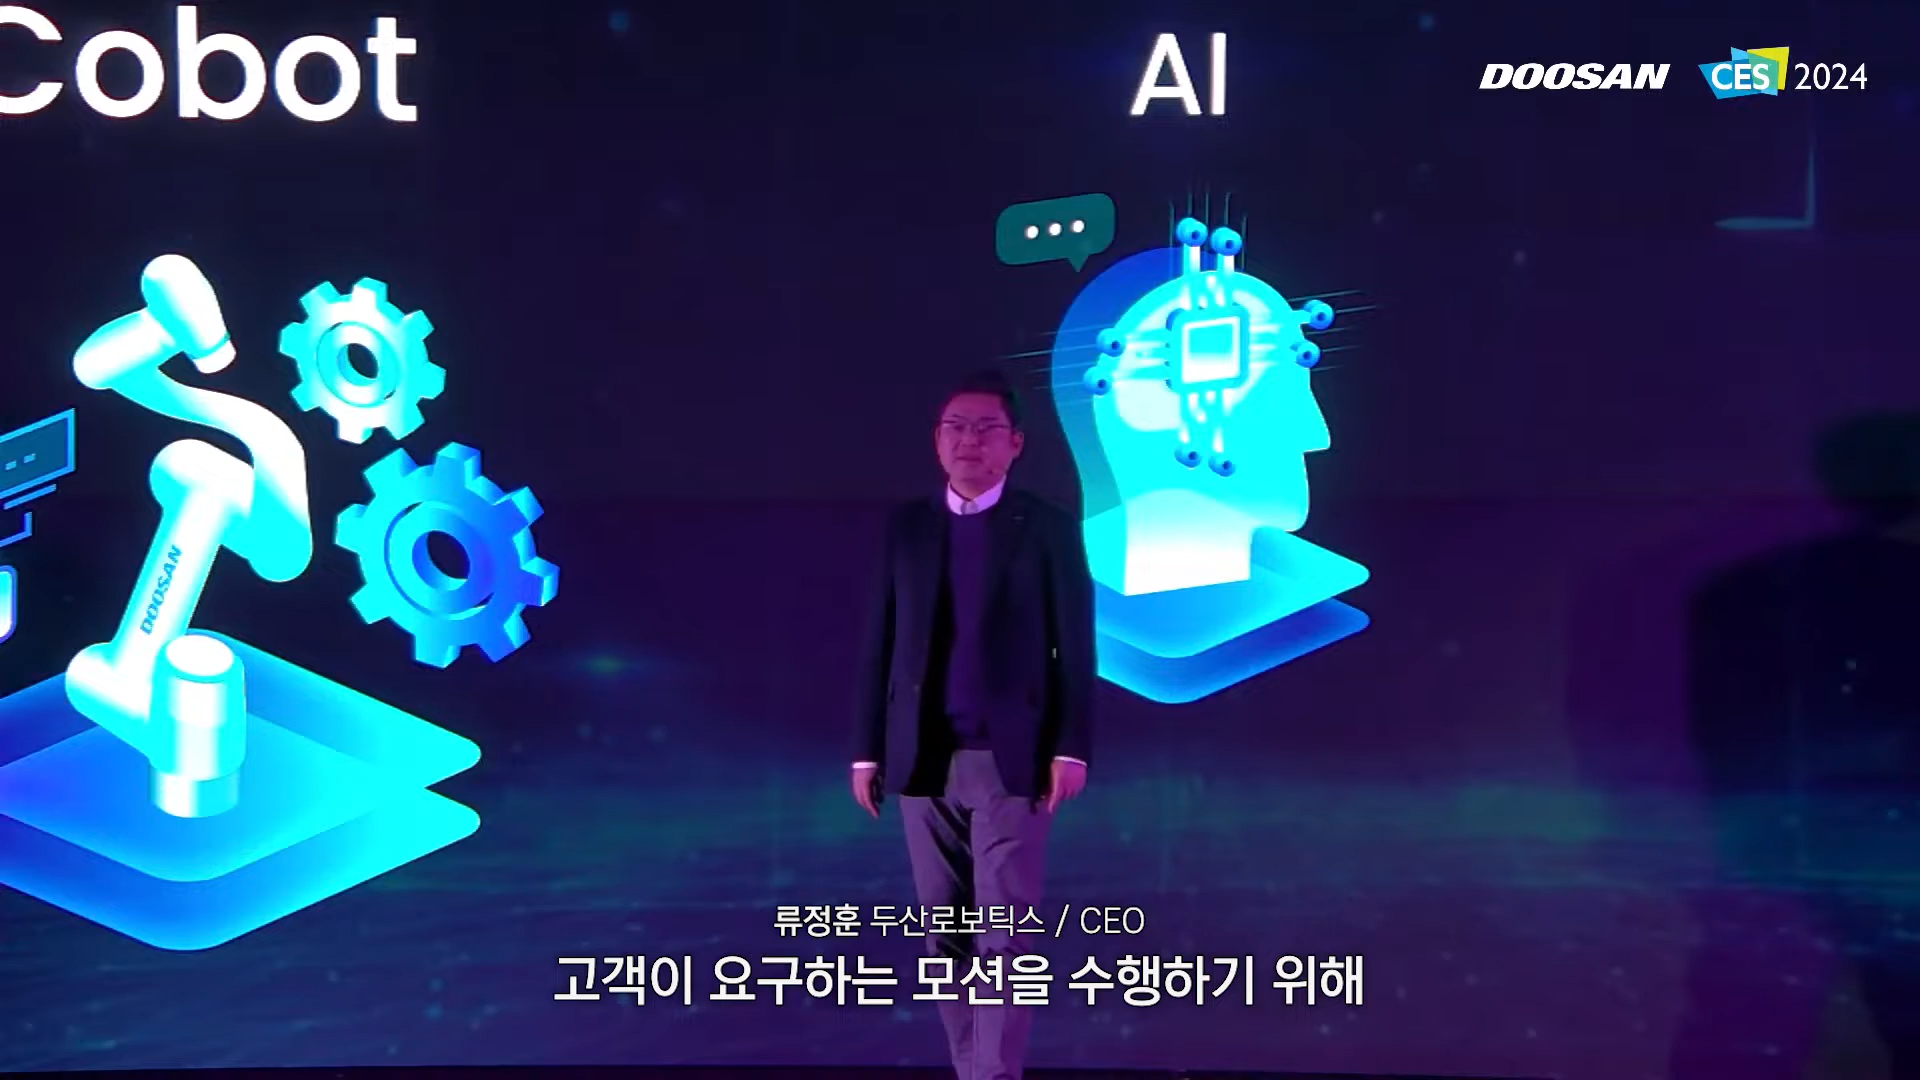 Cobot
AI
DOOSAN CES 2024
DOOSAN
류정훈 두산로보틱스 / CEO
고객이 요구하는 모션을 수행하기 위해